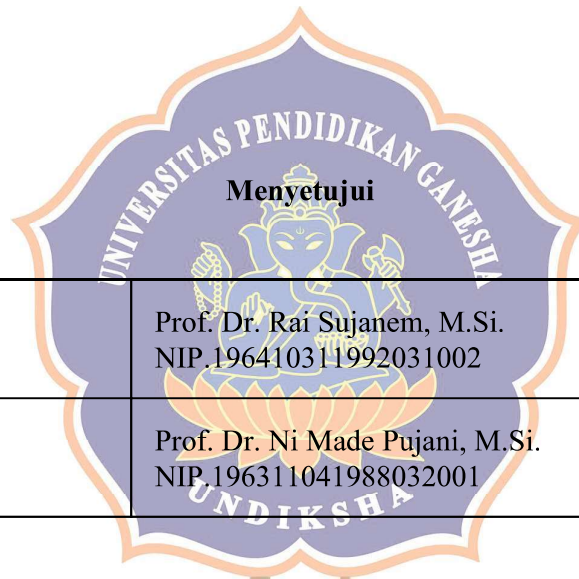 UNIVERSITAS PENDIDIKAN GANESHA
Menyetujui
Prof. Dr. Rai Sujanem, M.Si.
NIP.196410311992031002
Prof. Dr. Ni Made Pujani, M.Si.
NIP.196311041988032001
UNDIKSHA